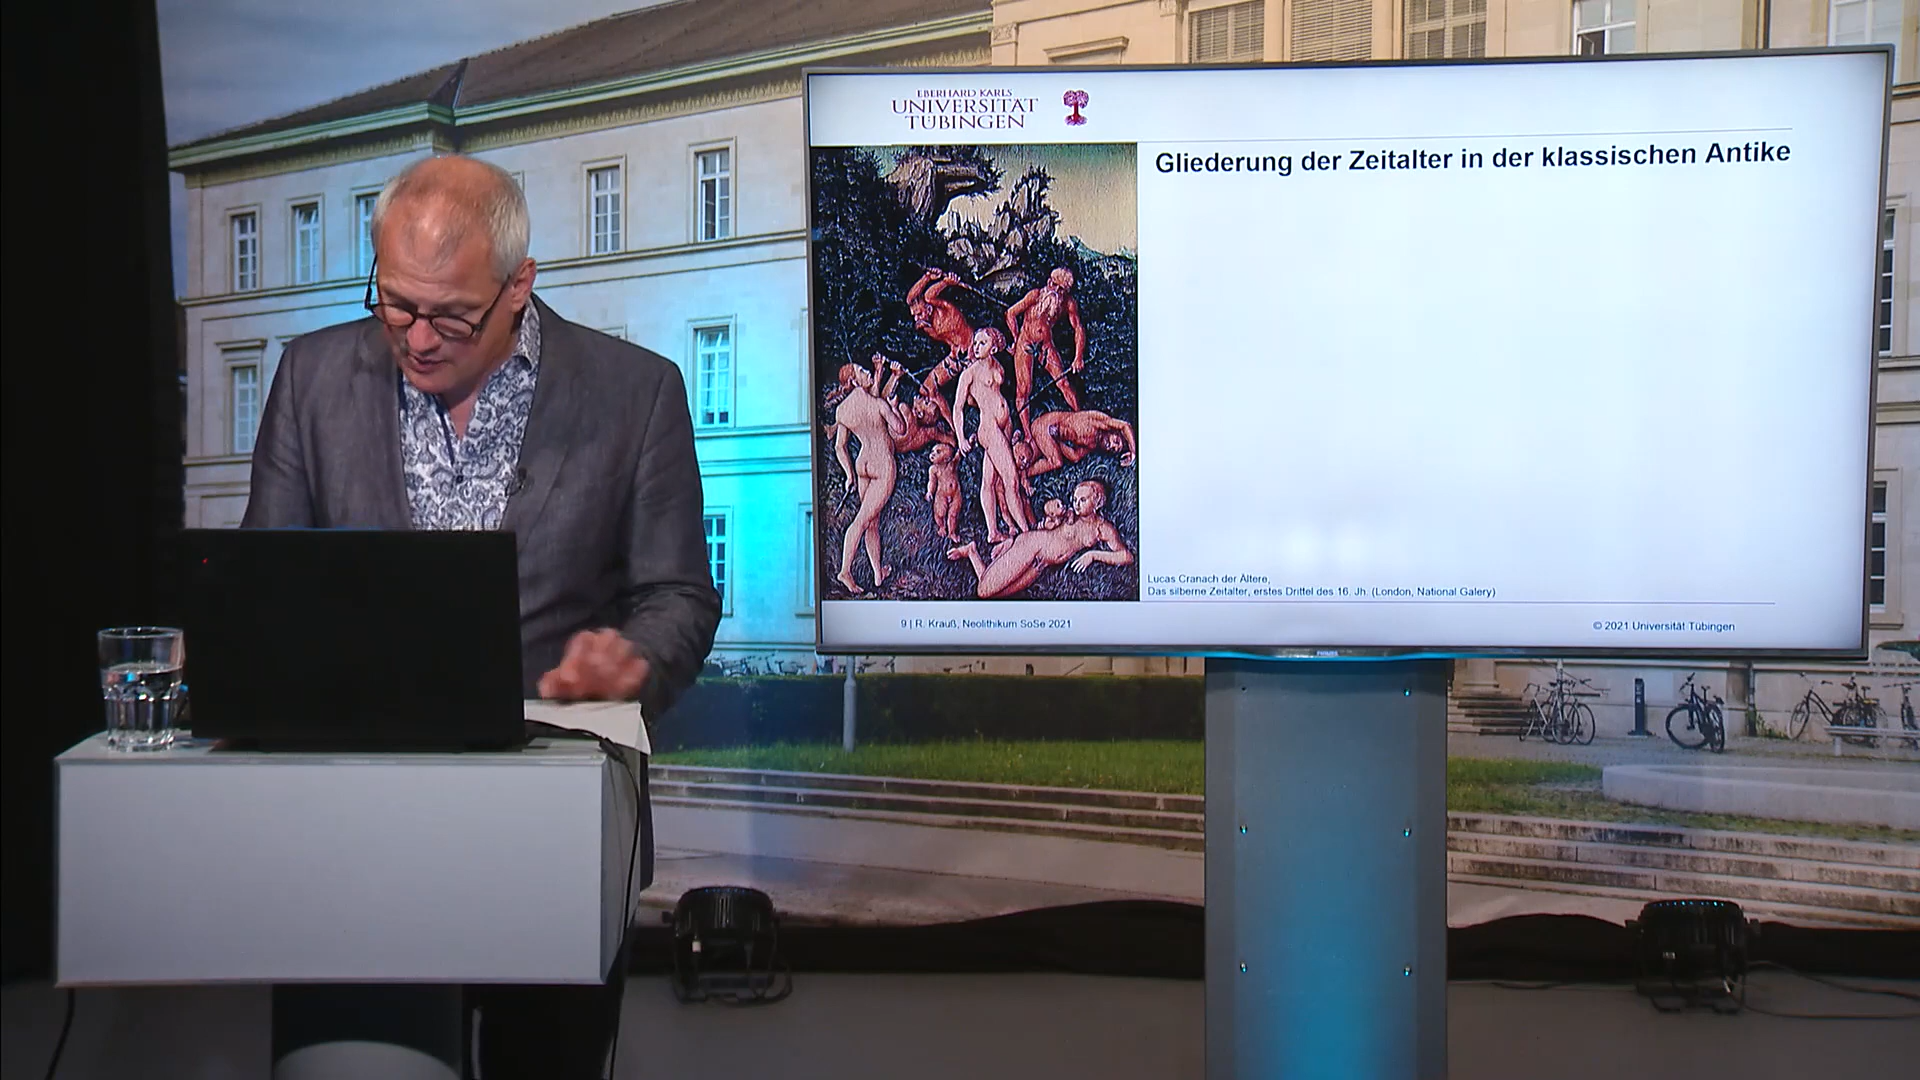 EBERHARD KARLS
UNIVERSITÄT
TÜBINGEN
Gliederung der Zeitalter in der klassischen Antike
Lucas Cranach der Ältere,
Das silberne Zeitalter, erstes Drittel des 16. Jh. (London, National Galery)
9 | R. Krauß, Neolithikum SoSe 2021
© 2021 Universität Tübingen
PHILIPS